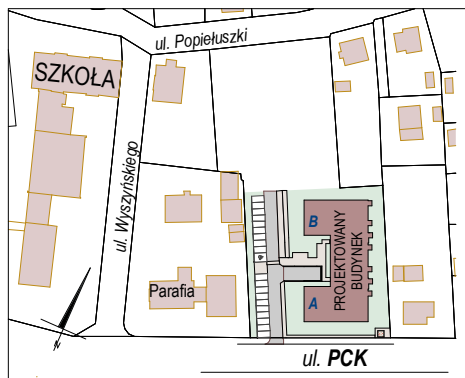 ul. Popiełuszki
SZKOŁA
ul. Wyszyńskiego
B
PROJEKTOWANY
BUDYNEK
A
Parafia
N
ul. PCK